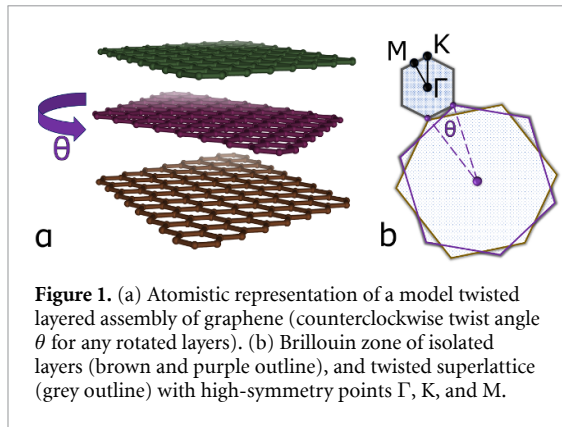 M K
Γ
θ
θ
a b
Figure 1. (a) Atomistic representation of a model twisted
layered assembly of graphene (counterclockwise twist angle
θ for any rotated layers). (b) Brillouin zone of isolated
layers (brown and purple outline), and twisted superlattice
(grey outline) with high-symmetry points Γ, K, and M.